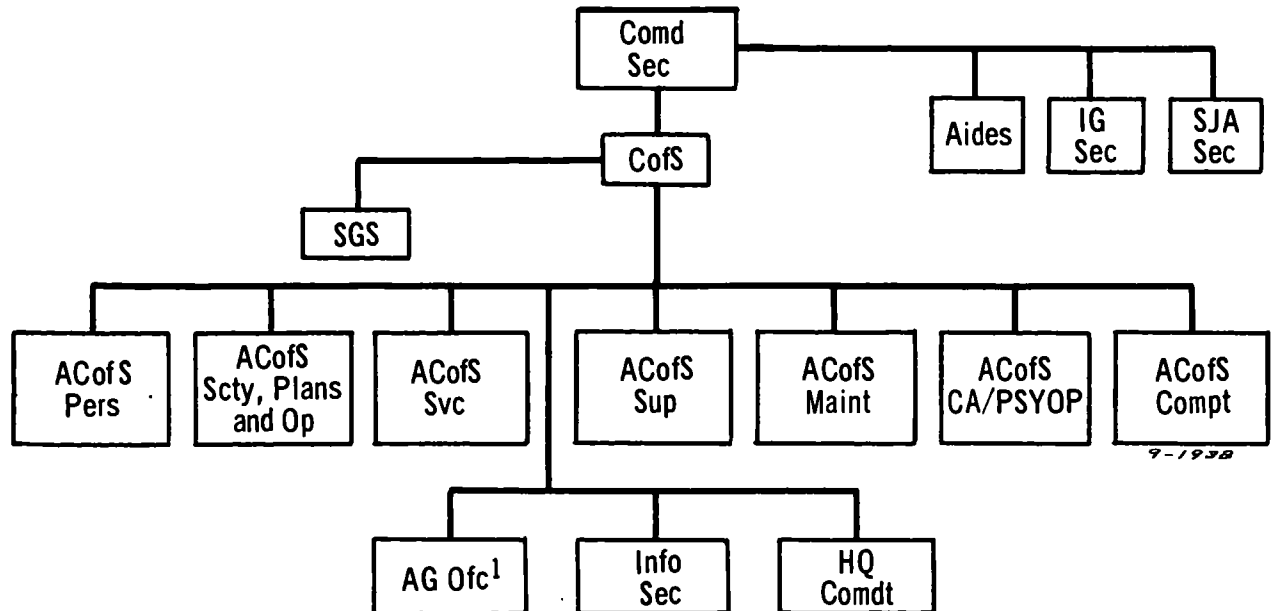 Comd
Sec
Aides
IG
Sec
SJA
Sec
CofS
SGS
ACofS
Pers
ACofS
Scty, Plans
and Op
ACofS
Svc
ACofS
Sup
ACofS
Maint
ACofS
CA/PSYOP
ACofS
Compt
9-1938
AG Ofc1
Info
Sec
HQ
Comdt